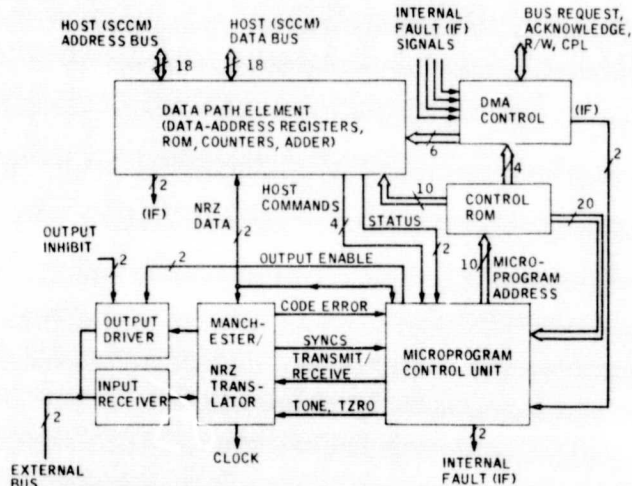 HOST (SCCM)
ADDRESS BUS
18
HOST (SCCM)
DATA BUS
18
INTERNAL
FAULT (IF)
SIGNALS
BUS REQUEST,
ACKNOWLEDGE,
R/W, CPL
DATA PATH ELEMENT
(DATA-ADDRESS REGISTERS,
ROM, COUNTERS, ADDER)
DMA
CONTROL
(IF)
6
2
4
2
(IF)
NRZ
DATA
2
HOST
COMMANDS
4
STATUS
2
10
CONTROL
ROM
20
OUTPUT
INHIBIT
2
2
OUTPUT ENABLE
10
MICRO-
PROGRAM
ADDRESS
OUTPUT
DRIVER
INPUT
RECEIVER
MANCH-
ESTER/
NRZ
TRANS-
LATOR
CODE ERROR
SYNCS
TRANSMIT/
RECEIVE
TONE, TZRO
MICROPROGRAM
CONTROL UNIT
2
EXTERNAL
BUS
CLOCK
2
INTERNAL
FAULT (IF)